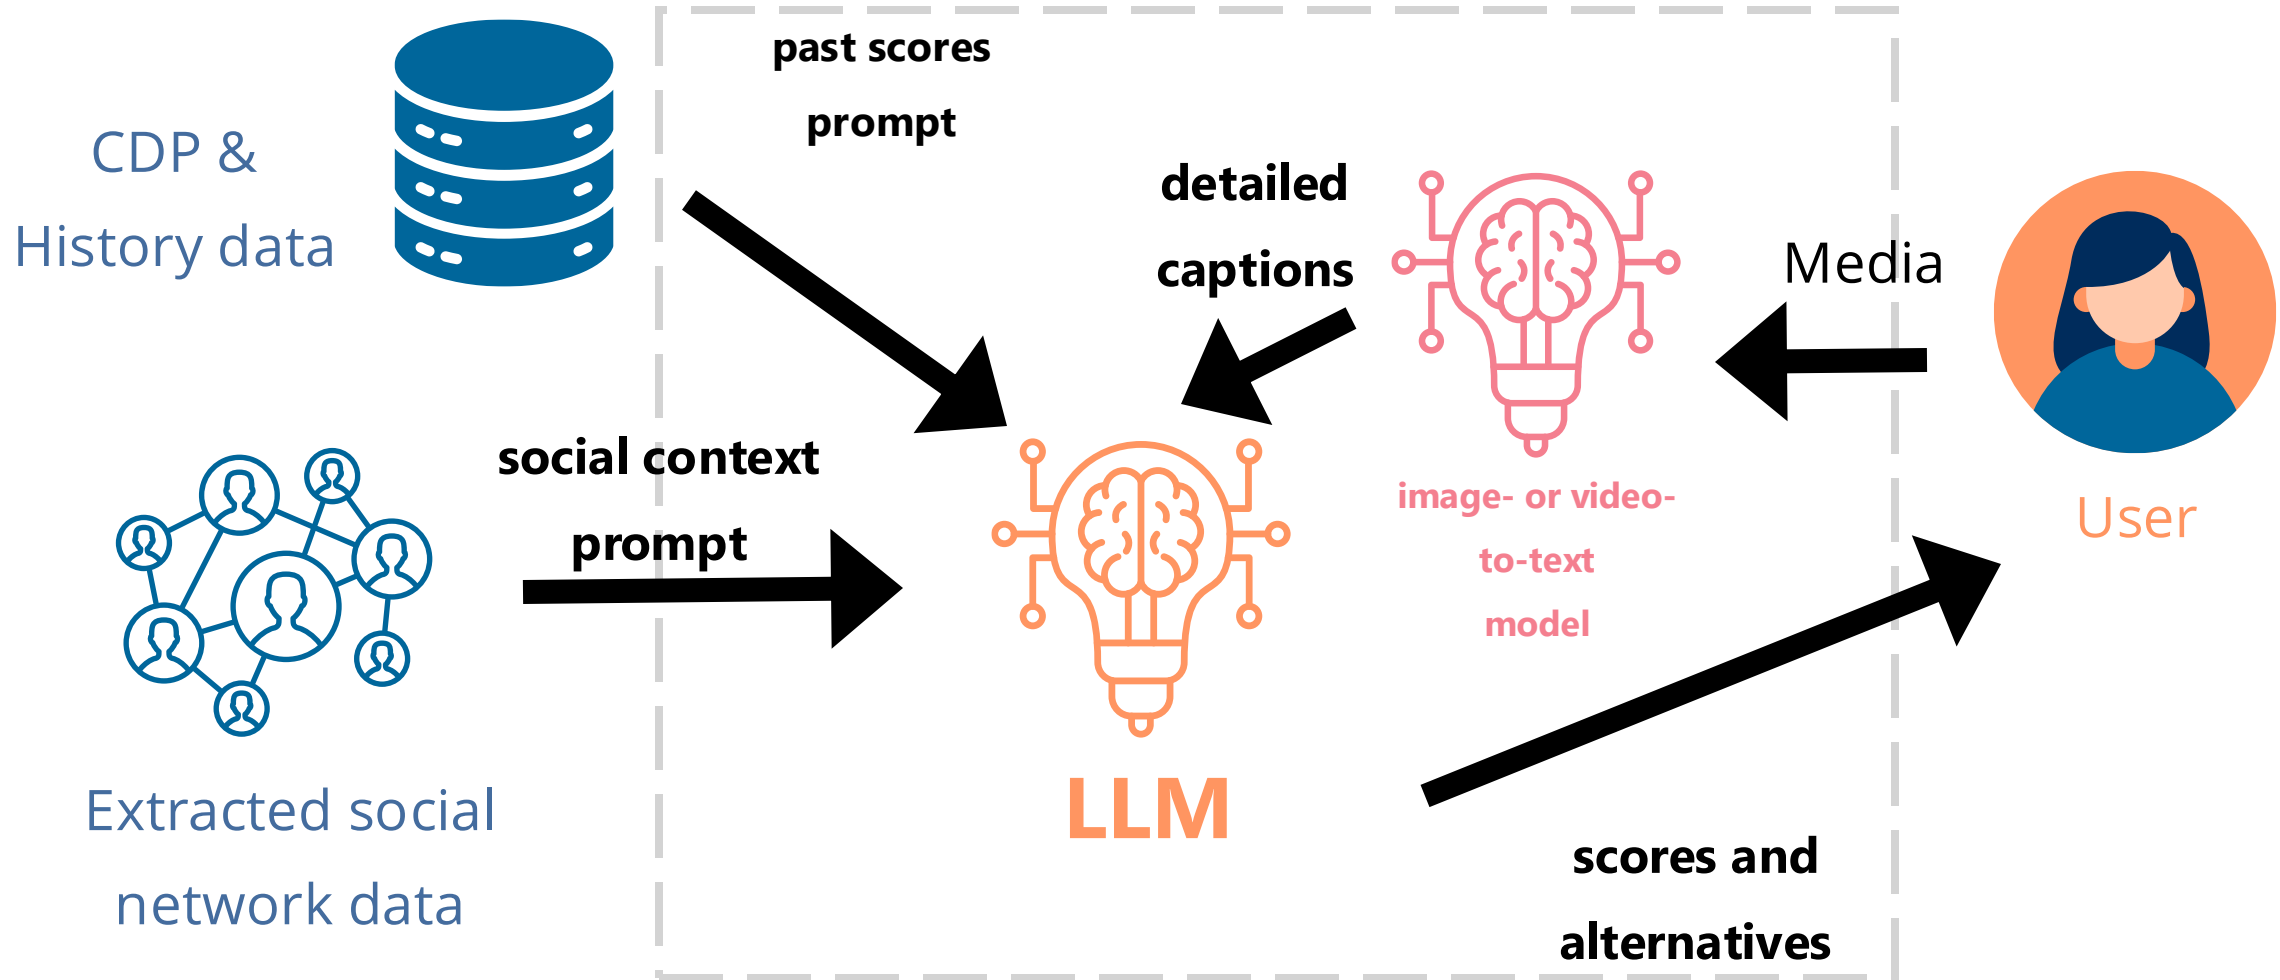 past scores
prompt
CDP &
History data
detailed
captions
Media
social context
prompt
image- or video-
to-text
model
User
LLM
Extracted social
network data
scores and
alternatives